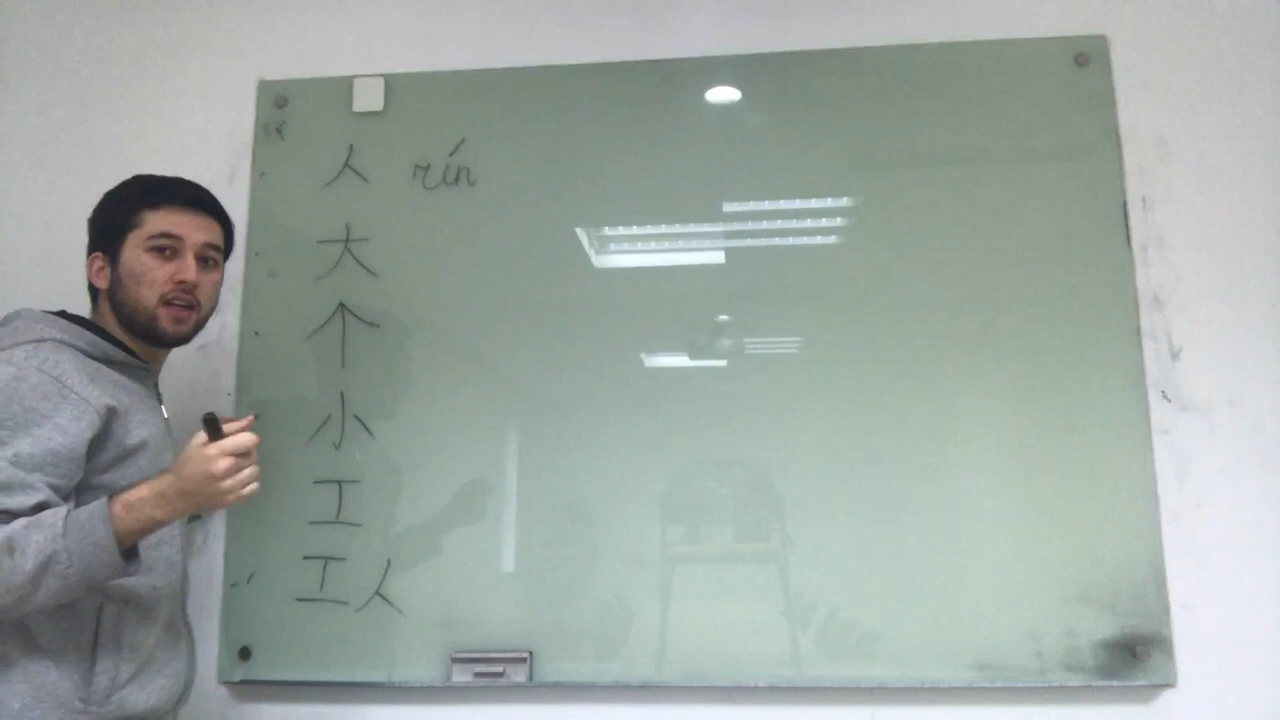 人 rín
大
个
小
工
工人